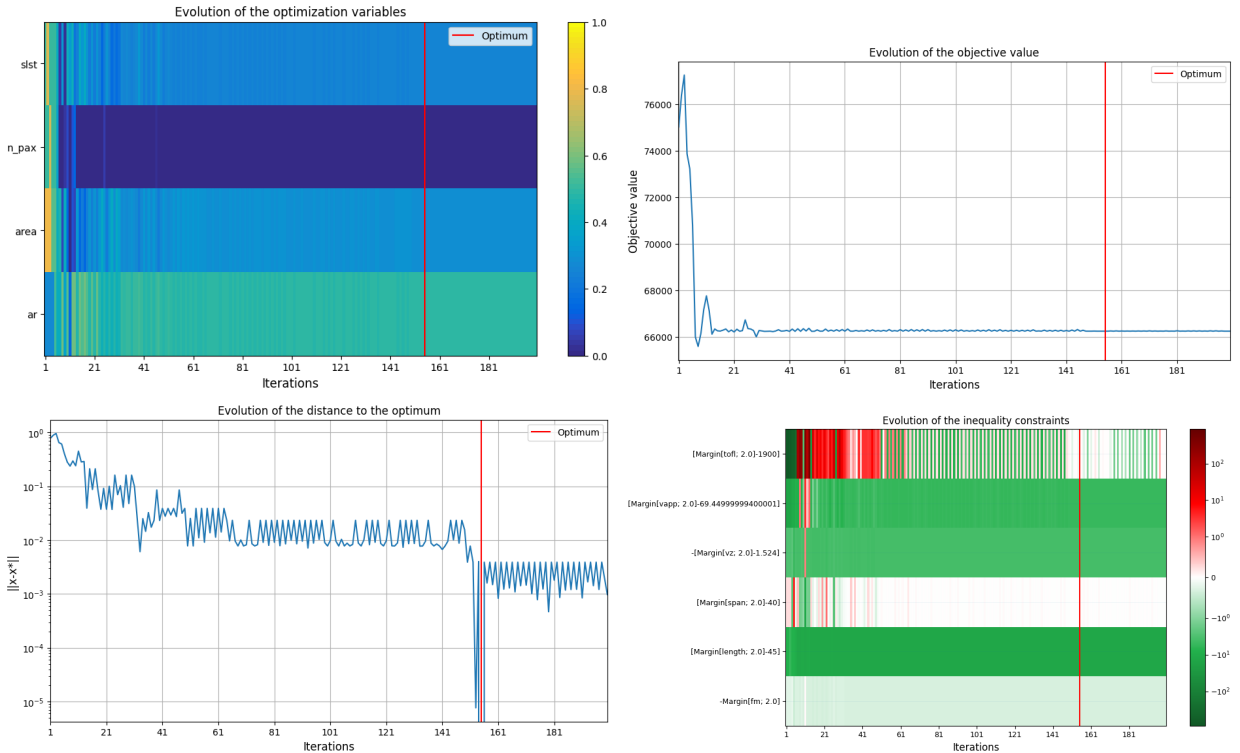 Evolution of the optimization variables
Optimum
slst
n_pax
area
ar
1 21 41 61 81 101 121 141 161 181
Iterations
1.0
0.8
0.6
0.4
0.2
0.0
Evolution of the objective value
Optimum
Objective value
76000
74000
72000
70000
68000
66000
1 21 41 61 81 101 121 141 161 181
Iterations
Evolution of the distance to the optimum
Optimum
||x-x*||
10⁰
10⁻¹
10⁻²
10⁻³
10⁻⁴
10⁻⁵
1 21 41 61 81 101 121 141 161 181
Iterations
Evolution of the inequality constraints
[Margin[tofl; 2.0]-1900]
[Margin[vapp; 2.0]-69.44999999400001]
-[Margin[vz; 2.0]-1.524]
[Margin[span; 2.0]-40]
[Margin[length; 2.0]-45]
-Margin[fm; 2.0]
1 21 41 61 81 101 121 141 161 181
Iterations
10²
10¹
10⁰
0
−10⁰
−10¹
−10²